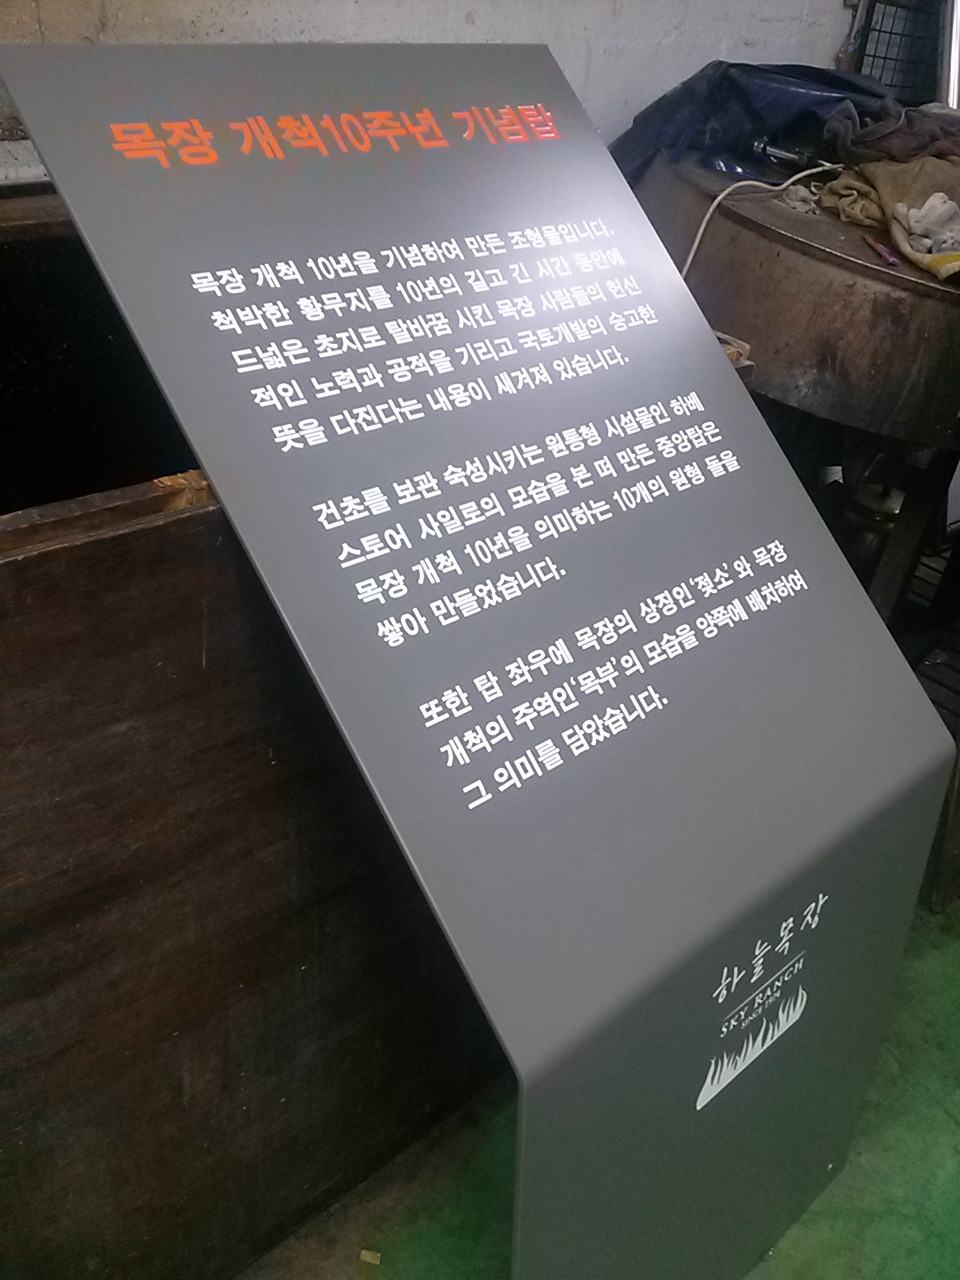 목장 개척10주년 기념탑
목장 개척 10년을 기념하여 만든 조형물입니다.
척박한 황무지를 10년의 길고 긴 시간 동안에
드넓은 초지로 탈바꿈 시킨 목장 사람들의 헌신
적인 노력과 공적을 기리고 국토개발의 숭고한
뜻을 다진다는 내용이 새겨져 있습니다.
건초를 보관 숙성시키는 원통형 시설물인 하베
스토어 사일로의 모습을 본 떠 만든 중앙탑은
목장 개척 10년을 의미하는 10개의 원형 돌을
쌓아 만들었습니다.
또한 탑 좌우에 목장의 상징인 '젖소' 와 목장
개척의 주역인 '목부' 의 모습을 양쪽에 배치하여
그 의미를 담았습니다.
하늘목장
SKY RANCH
SINCE 1974